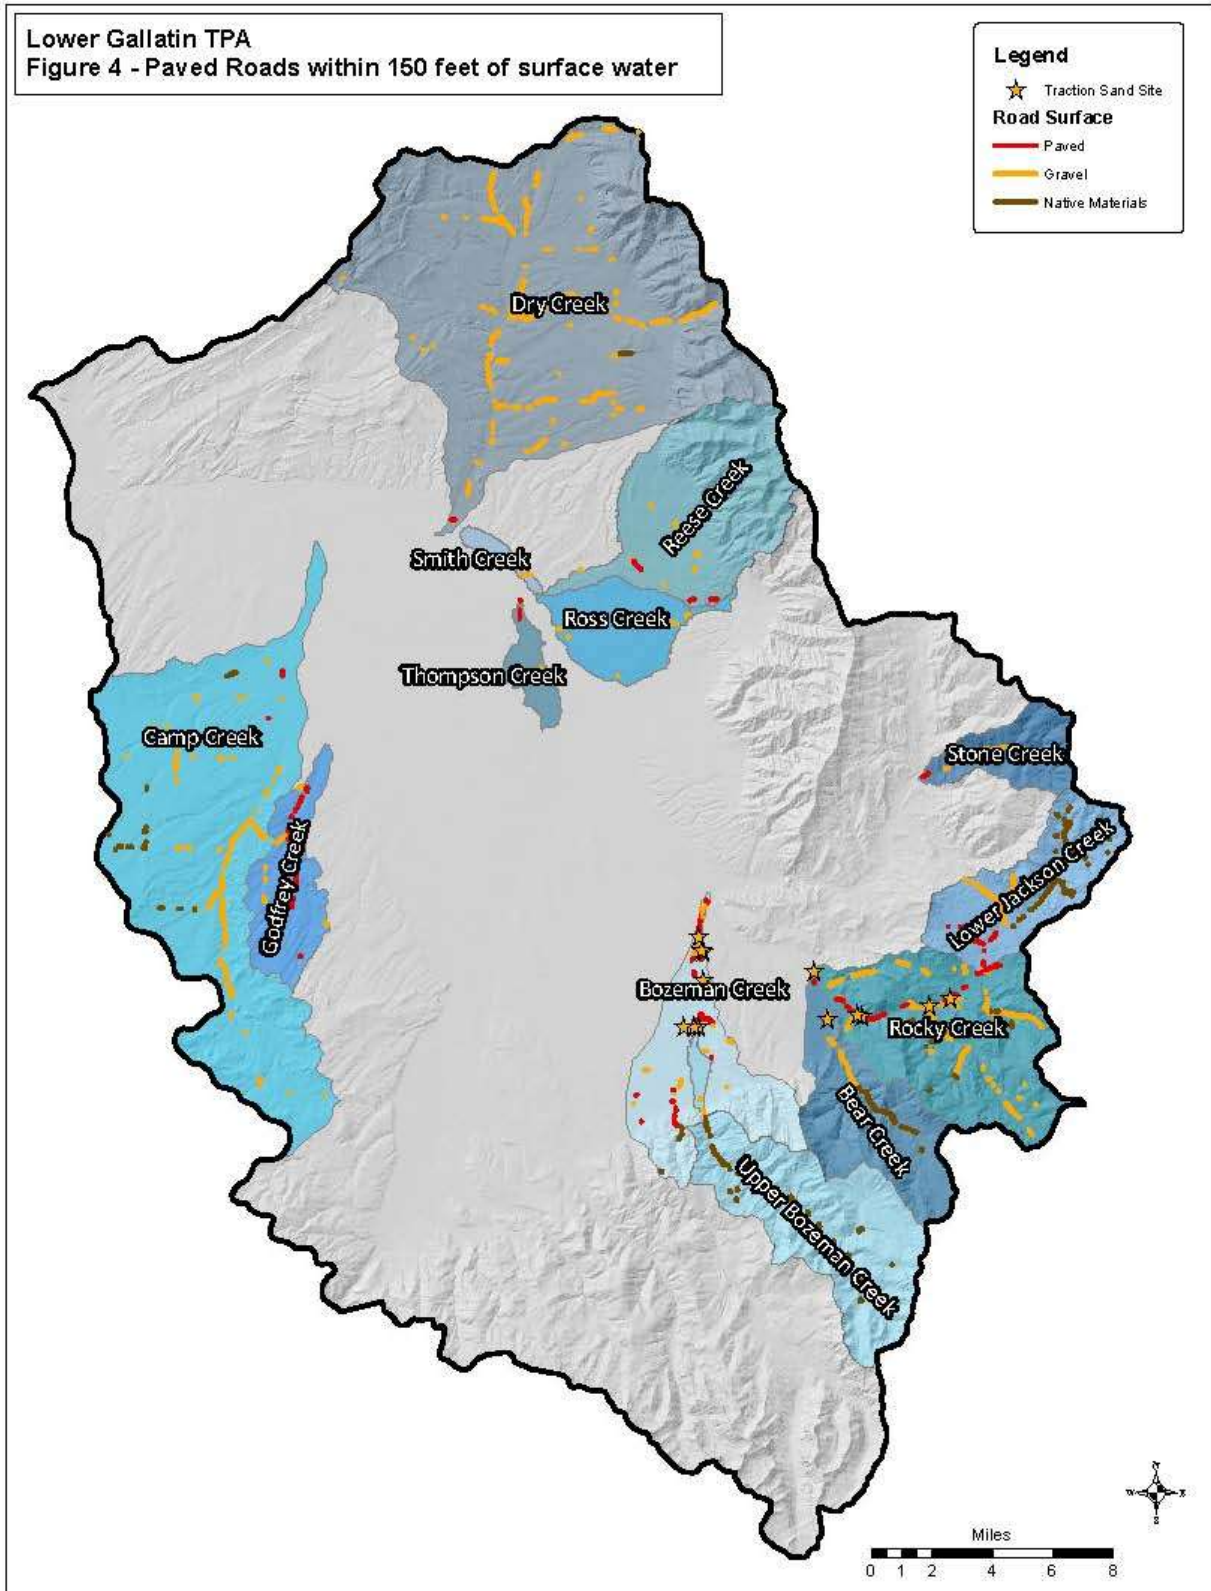 Lower Gallatin TPA
Figure 4 - Paved Roads within 150 feet of surface water
Legend
Traction Sand Site
Road Surface
Paved
Gravel
Native Materials
Dry Creek
Reese Creek
Smith Creek
Ross Creek
Thompson Creek
Camp Creek
Stone Creek
Godfrey Creek
Lower Jackson Creek
Bozeman Creek
Rocky Creek
Bear Creek
Upper Bozeman Creek
N
W E
S
Miles
0 1 2 4 6 8